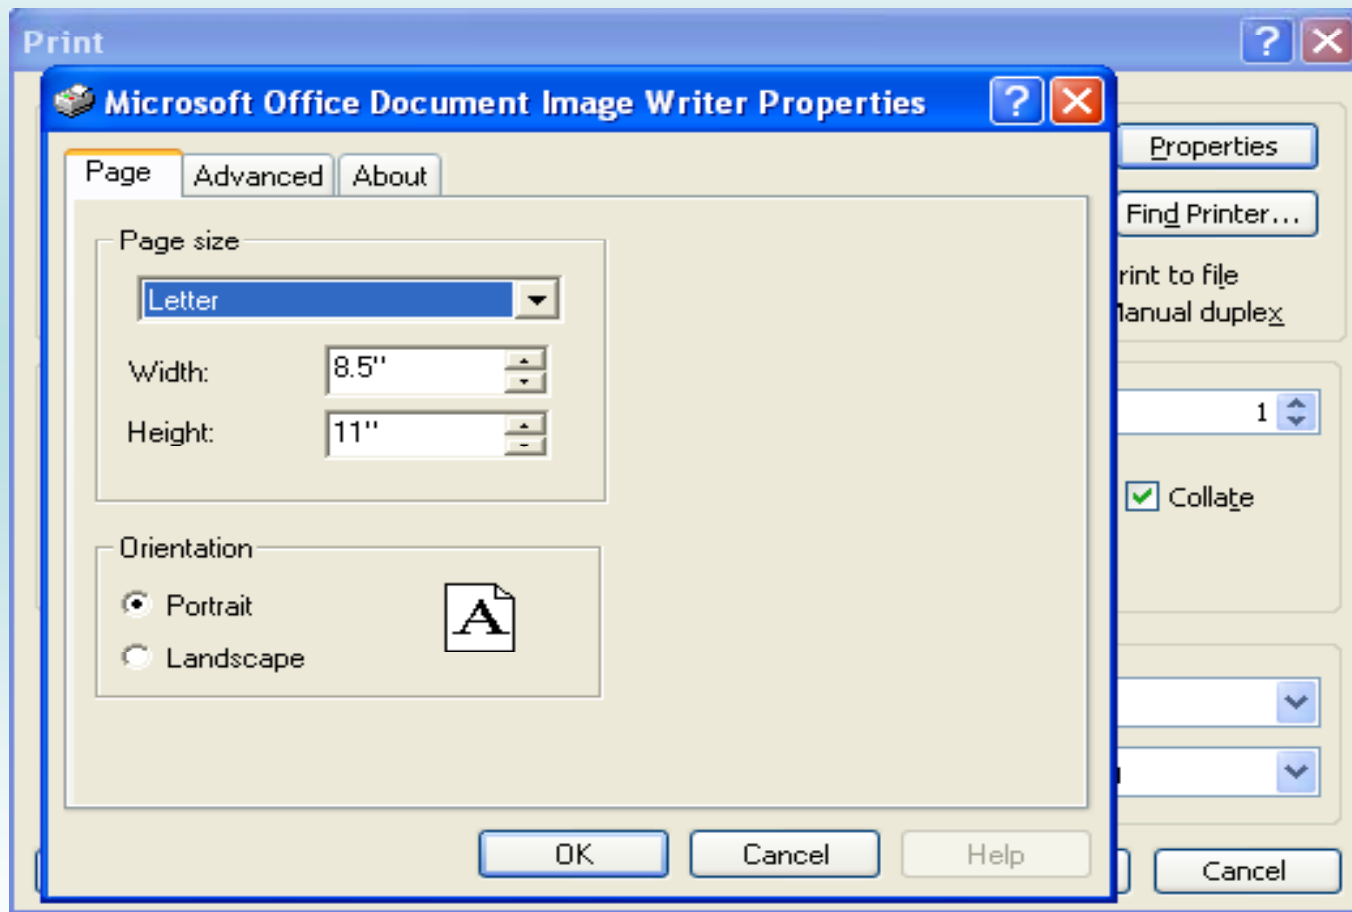 Print
Microsoft Office Document Image Writer Properties
Page Advanced About
Page size
Letter
Width: 8.5"
Height: 11"
Orientation
Portrait
A
Landscape
OK Cancel Help
Properties
Find Printer...
rint to file
Manual duplex
1
Collate
Cancel